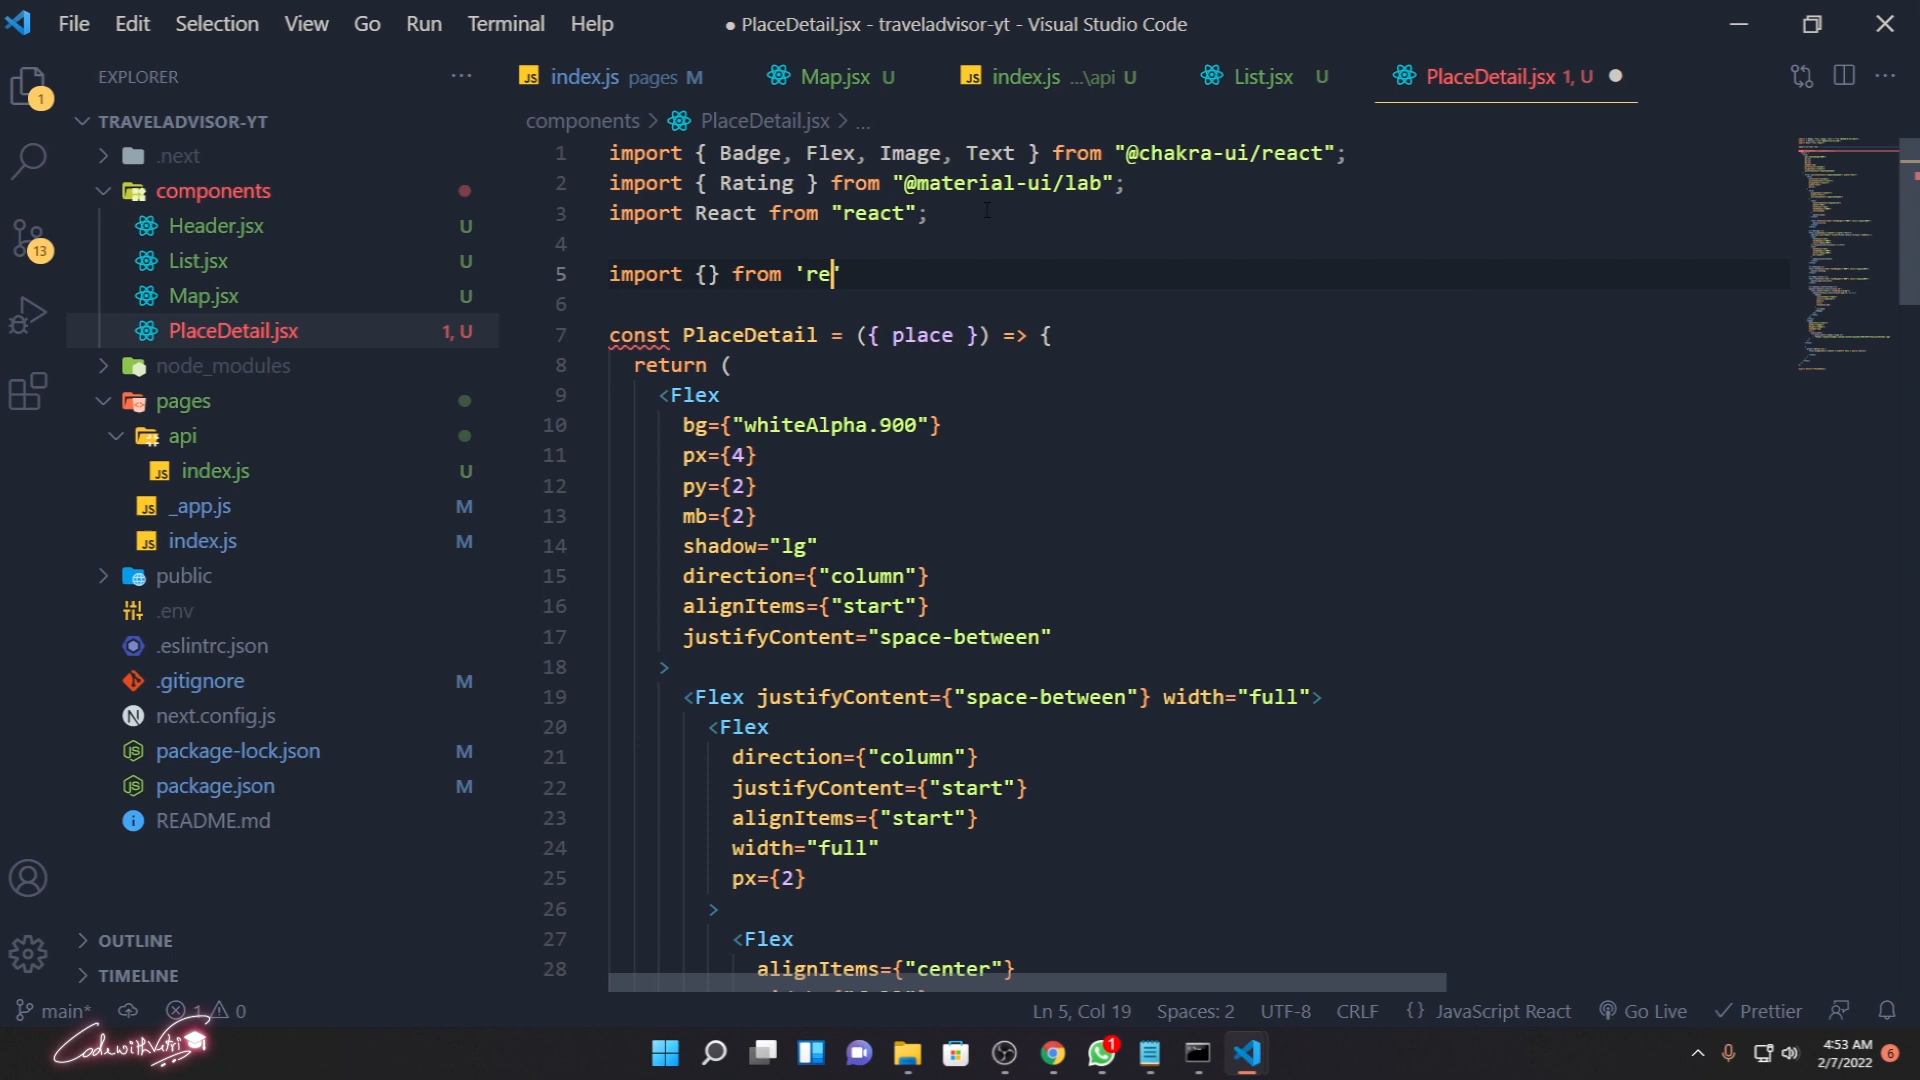 File Edit Selection View Go Run Terminal Help
● PlaceDetail.jsx - traveladvisor-yt - Visual Studio Code
EXPLORER
index.js pages M
Map.jsx U
index.js ...\api U
List.jsx U
PlaceDetail.jsx 1, U
components > PlaceDetail.jsx > ...
1
13
TRAVELADVISOR-YT
.next
components
Header.jsx U
List.jsx U
Map.jsx U
PlaceDetail.jsx 1, U
node_modules
pages
api
index.js U
_app.js M
index.js M
public
.env
.eslintrc.json
.gitignore M
next.config.js
package-lock.json M
package.json M
README.md
OUTLINE
TIMELINE
1 import { Badge, Flex, Image, Text } from "@chakra-ui/react";
2 import { Rating } from "@material-ui/lab";
3 import React from "react";
4
5 import {} from 're'
6
7 const PlaceDetail = ({ place }) => {
8 return (
9 <Flex
10 bg={"whiteAlpha.900"}
11 px={4}
12 py={2}
13 mb={2}
14 shadow="lg"
15 direction={"column"}
16 alignItems={"start"}
17 justifyContent="space-between"
18 >
19 <Flex justifyContent={"space-between"} width="full">
20 <Flex
21 direction={"column"}
22 justifyContent={"start"}
23 alignItems={"start"}
24 width="full"
25 px={2}
26 >
27 <Flex
28 alignItems={"center"}
main* 1 0
Ln 5, Col 19 Spaces: 2 UTF-8 CRLF {} JavaScript React Go Live Prettier
CodewithVetri
1
4:53 AM
2/7/2022
6